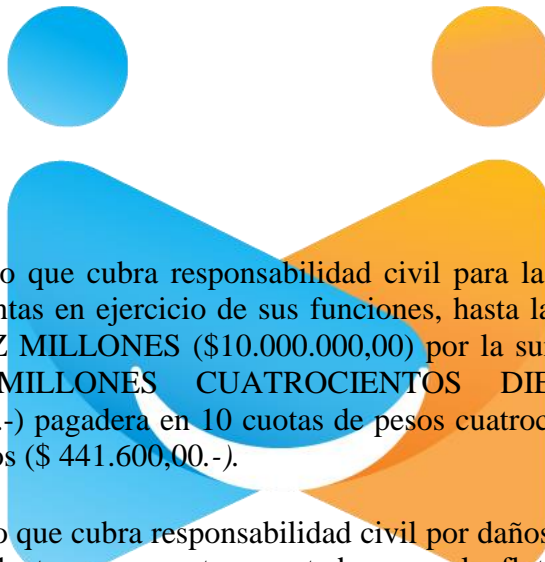 o que cubra responsabilidad civil para la
ntas en ejercicio de sus funciones, hasta la
Z MILLONES ($10.000.000,00) por la su
MILLONES CUATROCIENTOS DIE
.-) pagadera en 10 cuotas de pesos cuatroc
os ($ 441.600,00.-).
o que cubra responsabilidad civil por daños